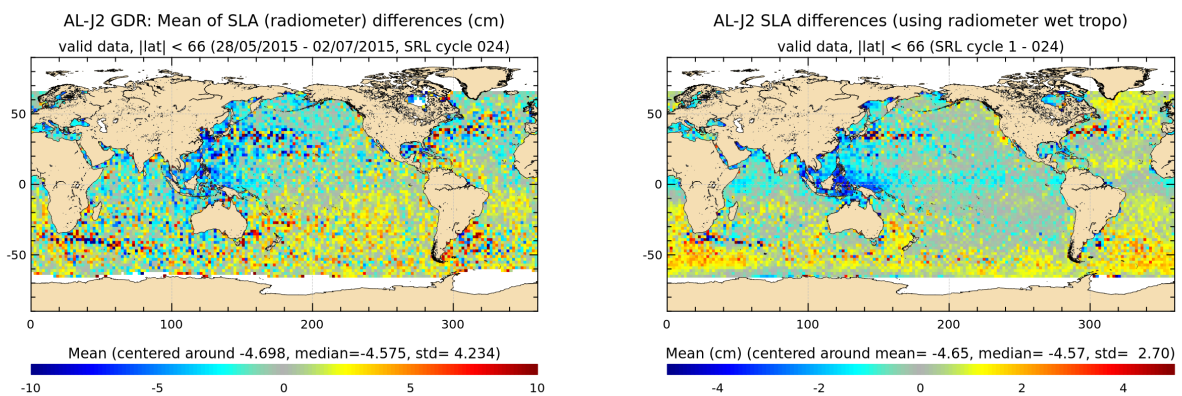 AL-J2 GDR: Mean of SLA (radiometer) differences (cm)
valid data, |lat| < 66 (28/05/2015 - 02/07/2015, SRL cycle 024)
50
0
-50
0 100 200 300
Mean (centered around -4.698, median=-4.575, std= 4.234)
-10 -5 0 5 10
AL-J2 SLA differences (using radiometer wet tropo)
valid data, |lat| < 66 (SRL cycle 1 - 024)
50
0
-50
0 100 200 300
Mean (cm) (centered around mean= -4.65, median= -4.57, std=  2.70)
-4 -2 0 2 4